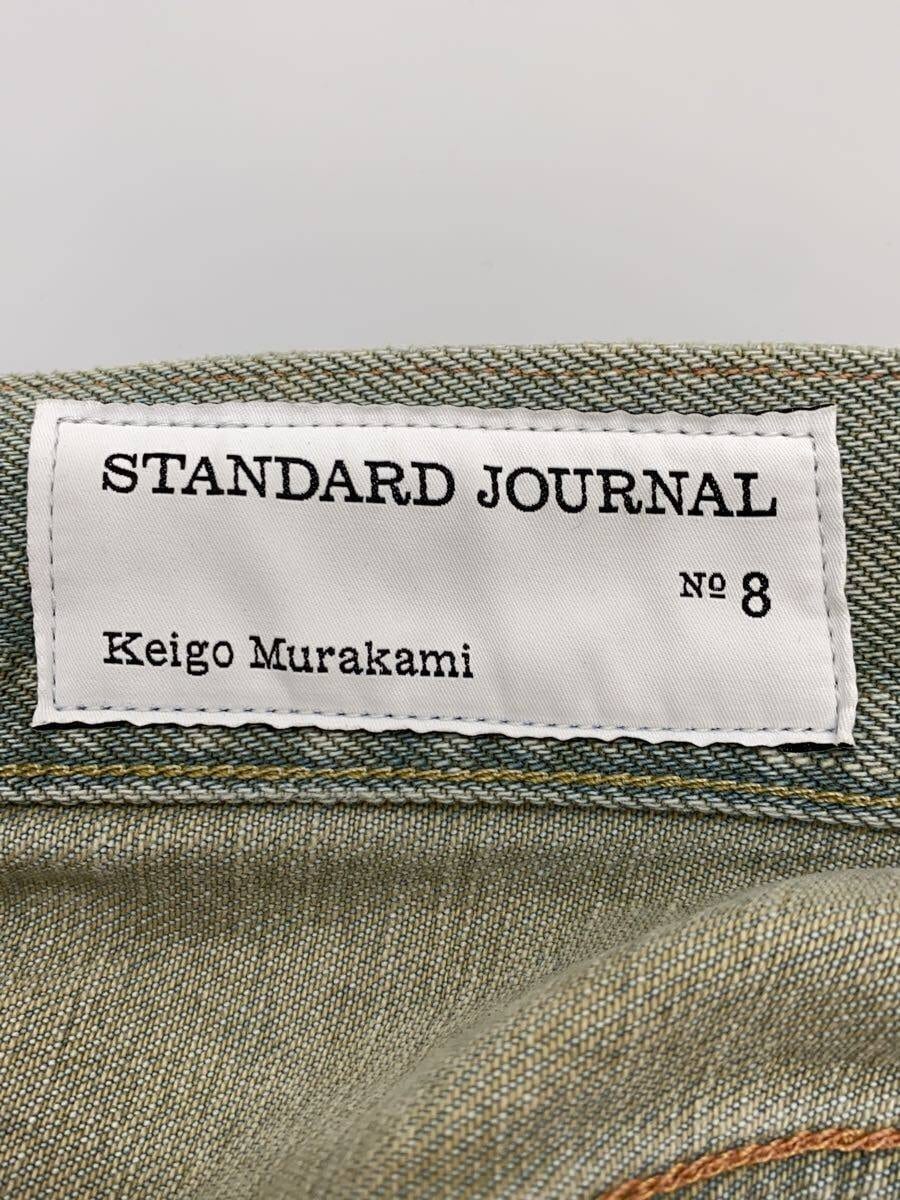 STANDARD JOURNAL
Nº 8
Keigo Murakami